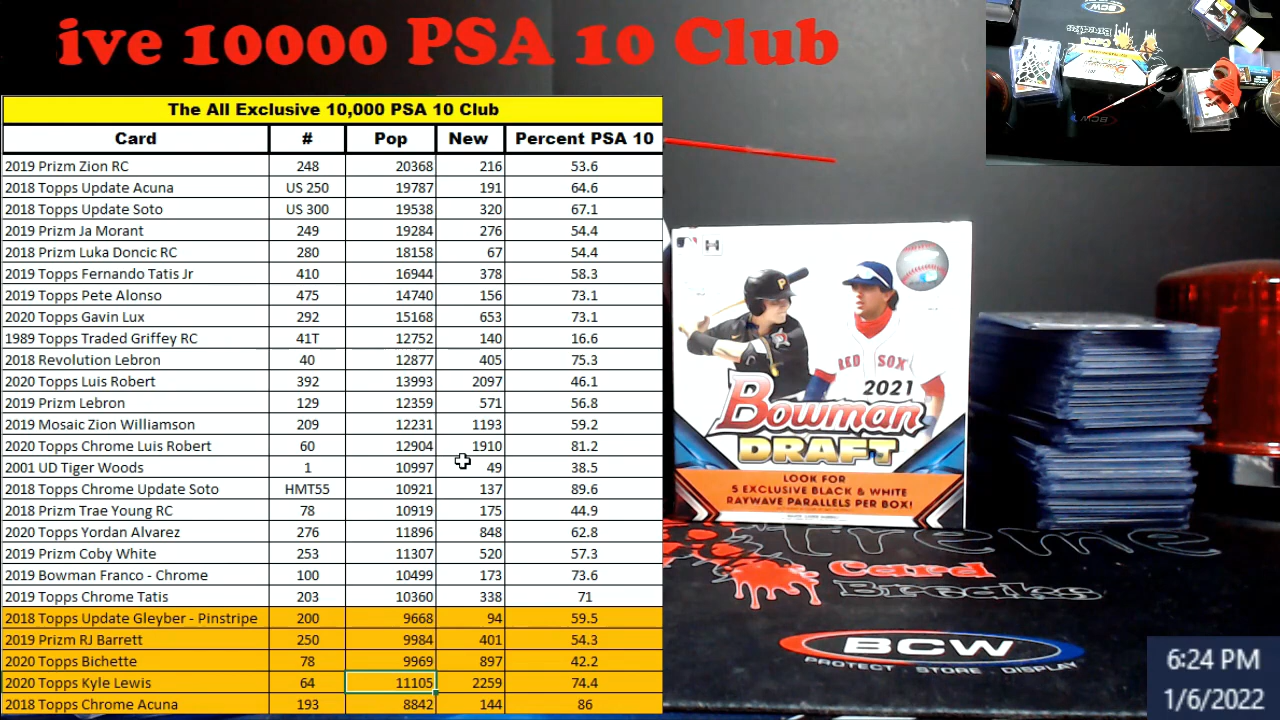 ive 10000 PSA 10 Club
The All Exclusive 10,000 PSA 10 Club
Card # Pop New Percent PSA 10
2019 Prizm Zion RC 248 20368 216 53.6
2018 Topps Update Acuna US 250 19787 191 64.6
2018 Topps Update Soto US 300 19538 320 67.1
2019 Prizm Ja Morant 249 19284 276 54.4
2018 Prizm Luka Doncic RC 280 18158 67 54.4
2019 Topps Fernando Tatis Jr 410 16944 378 58.3
2019 Topps Pete Alonso 475 14740 156 73.1
2020 Topps Gavin Lux 292 15168 653 73.1
1989 Topps Traded Griffey RC 41T 12752 140 16.6
2018 Revolution Lebron 40 12877 405 75.3
2020 Topps Luis Robert 392 13993 2097 46.1
2019 Prizm Lebron 129 12359 571 56.8
2019 Mosaic Zion Williamson 209 12231 1193 59.2
2020 Topps Chrome Luis Robert 60 12904 1910 81.2
2001 UD Tiger Woods 1 10997 49 38.5
2018 Topps Chrome Update Soto HMT55 10921 137 89.6
2018 Prizm Trae Young RC 78 10919 175 44.9
2020 Topps Yordan Alvarez 276 11896 848 62.8
2019 Prizm Coby White 253 11307 520 57.3
2019 Bowman Franco - Chrome 100 10499 173 73.6
2019 Topps Chrome Tatis 203 10360 338 71
2018 Topps Update Gleyber - Pinstripe 200 9668 94 59.5
2019 Prizm RJ Barrett 250 9984 401 54.3
2020 Topps Bichette 78 9969 897 42.2
2020 Topps Kyle Lewis 64 11105 2259 74.4
2018 Topps Chrome Acuna 193 8842 144 86
RED SOX
2021
Bowman
DRAFT
LOOK FOR
5 EXCLUSIVE BLACK & WHITE
RAYWAVE PARALLELS PER BOX!
treme
Card
Breaks
BCW
PROTECT STORE DISPLAY
6:24 PM
1/6/2022